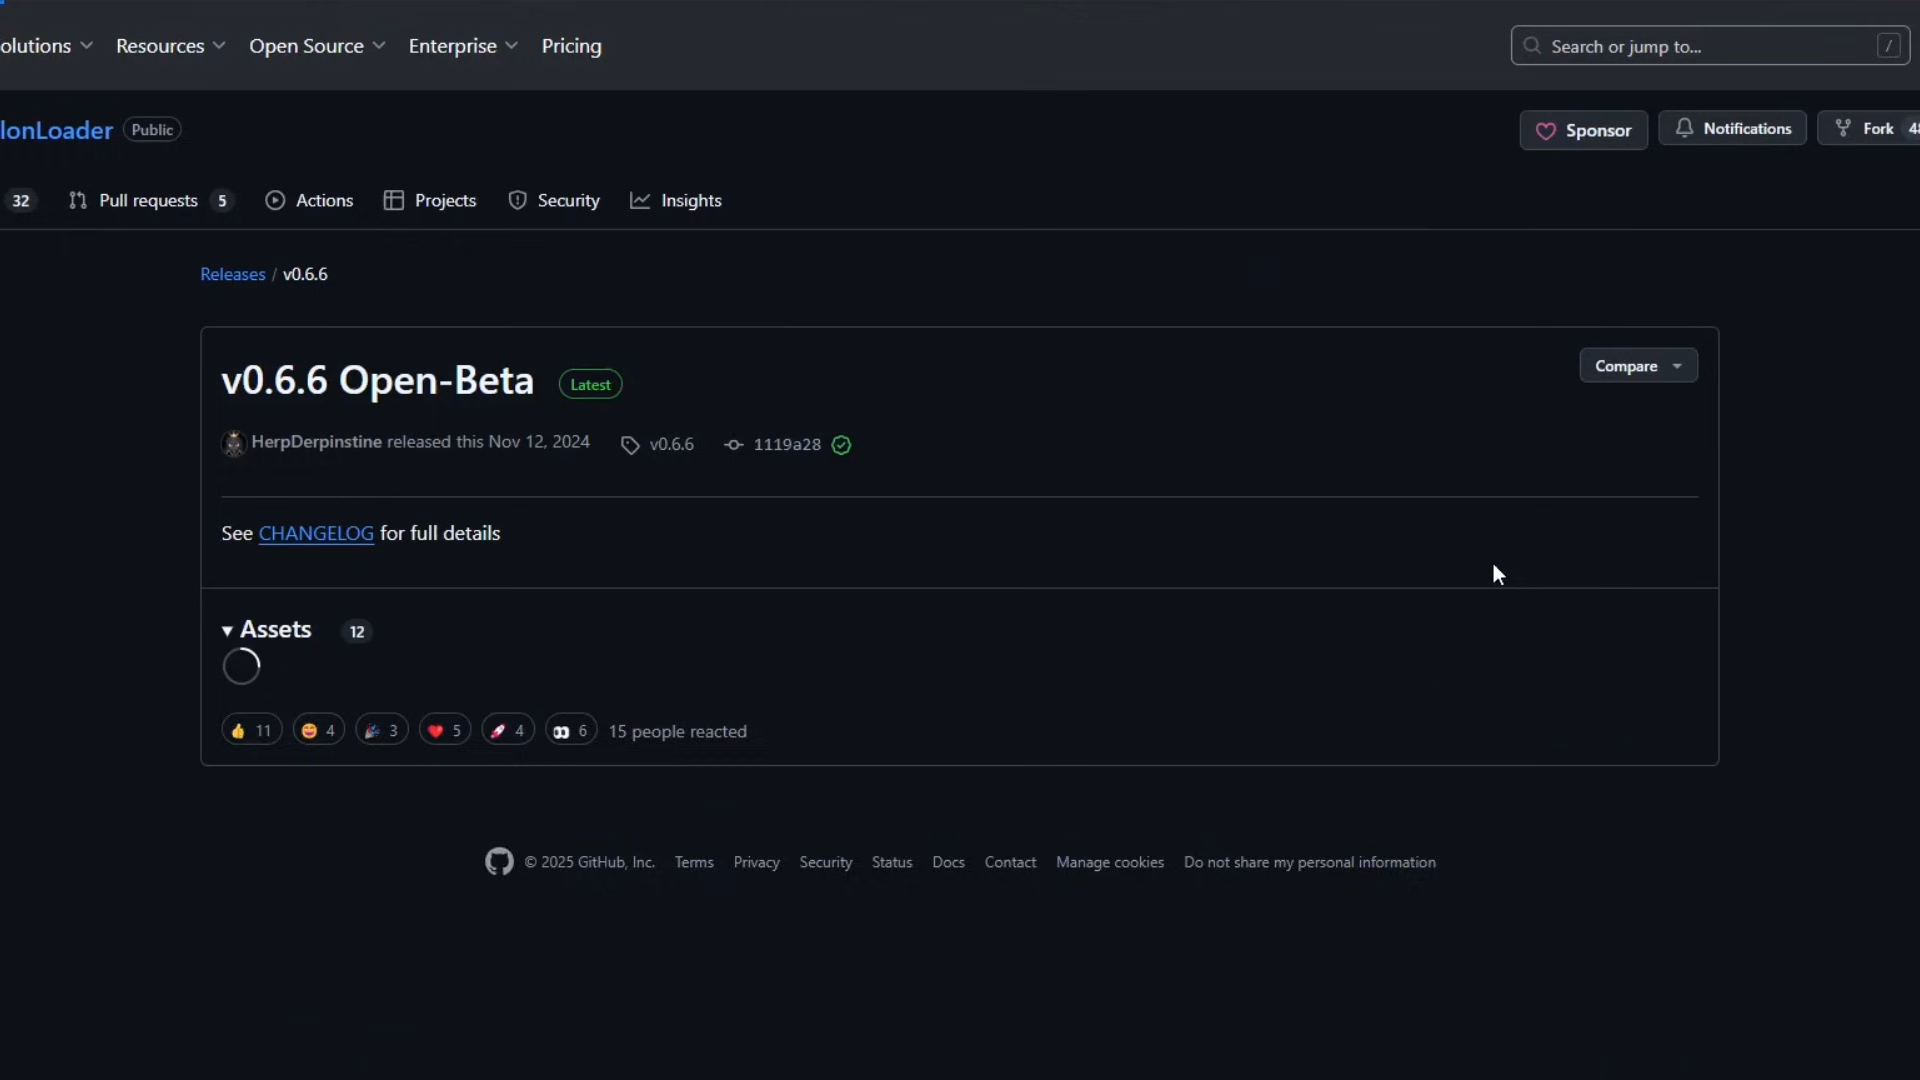 olutions Resources Open Source Enterprise Pricing Search or jump to... /
lonLoader Public Sponsor Notifications Fork 48
32 Pull requests 5 Actions Projects Security Insights
Releases / v0.6.6
v0.6.6 Open-Beta Latest Compare
HerpDerpinstine released this Nov 12, 2024 v0.6.6 1119a28
See CHANGELOG for full details
Assets 12
11 4 3 5 4 6 15 people reacted
© 2025 GitHub, Inc. Terms Privacy Security Status Docs Contact Manage cookies Do not share my personal information